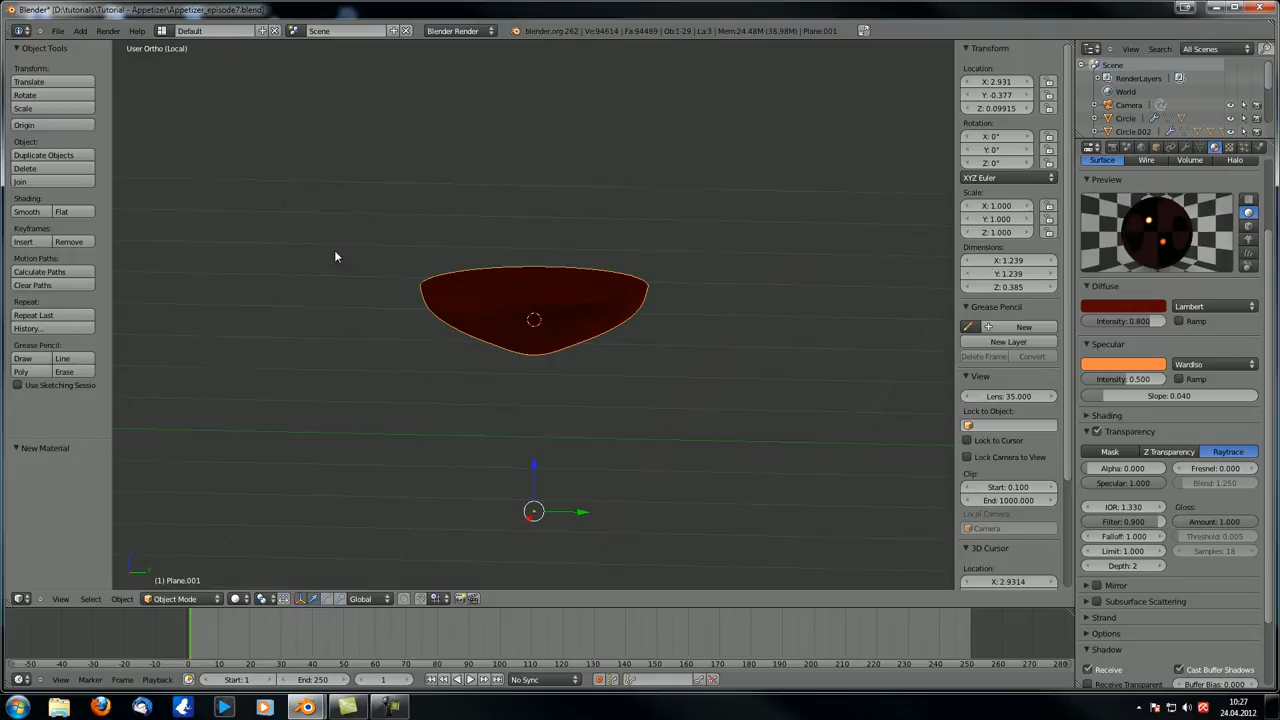 Blender* [D:\tutorials\Tutorial - Appetizer\Appetizer_episode7.blend]
File Add Render Help Default Scene Blender Render blender.org 262 | Ve:94614 | Fa:94489 | Ob:1-29 | La:3 | Mem:24.48M (38.98M) | Plane.001
Object Tools
Transform:
Translate
Rotate
Scale
Origin
Object:
Duplicate Objects
Delete
Join
Shading:
Smooth Flat
Keyframes:
Insert Remove
Motion Paths:
Calculate Paths
Clear Paths
Repeat:
Repeat Last
History...
Grease Pencil:
Draw Line
Poly Erase
Use Sketching Sessio
New Material
User Ortho (Local)
(1) Plane.001
Transform
Location:
X: 2.931
Y: -0.377
Z: 0.09915
Rotation:
X: 0°
Y: 0°
Z: 0°
XYZ Euler
Scale:
X: 1.000
Y: 1.000
Z: 1.000
Dimensions:
X: 1.239
Y: 1.239
Z: 0.385
Grease Pencil
New
New Layer
Delete Frame Convert
View
Lens: 35.000
Lock to Object:
Lock to Cursor
Lock Camera to View
Clip:
Start: 0.100
End: 1000.000
Local Camera:
Camera
3D Cursor
Location:
X: 2.9314
View Search All Scenes
Scene
RenderLayers
World
Camera
Circle
Circle.002
Surface Wire Volume Halo
Preview
Diffuse
Lambert
Intensity: 0.800 Ramp
Specular
WardIso
Intensity: 0.500 Ramp
Slope: 0.040
Shading
Transparency
Mask Z Transparency Raytrace
Alpha: 0.000 Fresnel: 0.000
Specular: 1.000 Blend: 1.250
IOR: 1.330 Gloss:
Filter: 0.900 Amount: 1.000
Falloff: 1.000 Threshold: 0.005
Limit: 1.000 Samples: 18
Depth: 2
Mirror
Subsurface Scattering
Strand
Options
Shadow
Receive Cast Buffer Shadows
Receive Transparent Buffer Bias: 0.000
View Select Object Object Mode Global
-50 -40 -30 -20 -10 0 10 20 30 40 50 60 70 80 90 100 110 120 130 140 150 160 170 180 190 200 210 220 230 240 250 260 270 280
View Marker Frame Playback Start: 1 End: 250 1 No Sync
10:27
24.04.2012